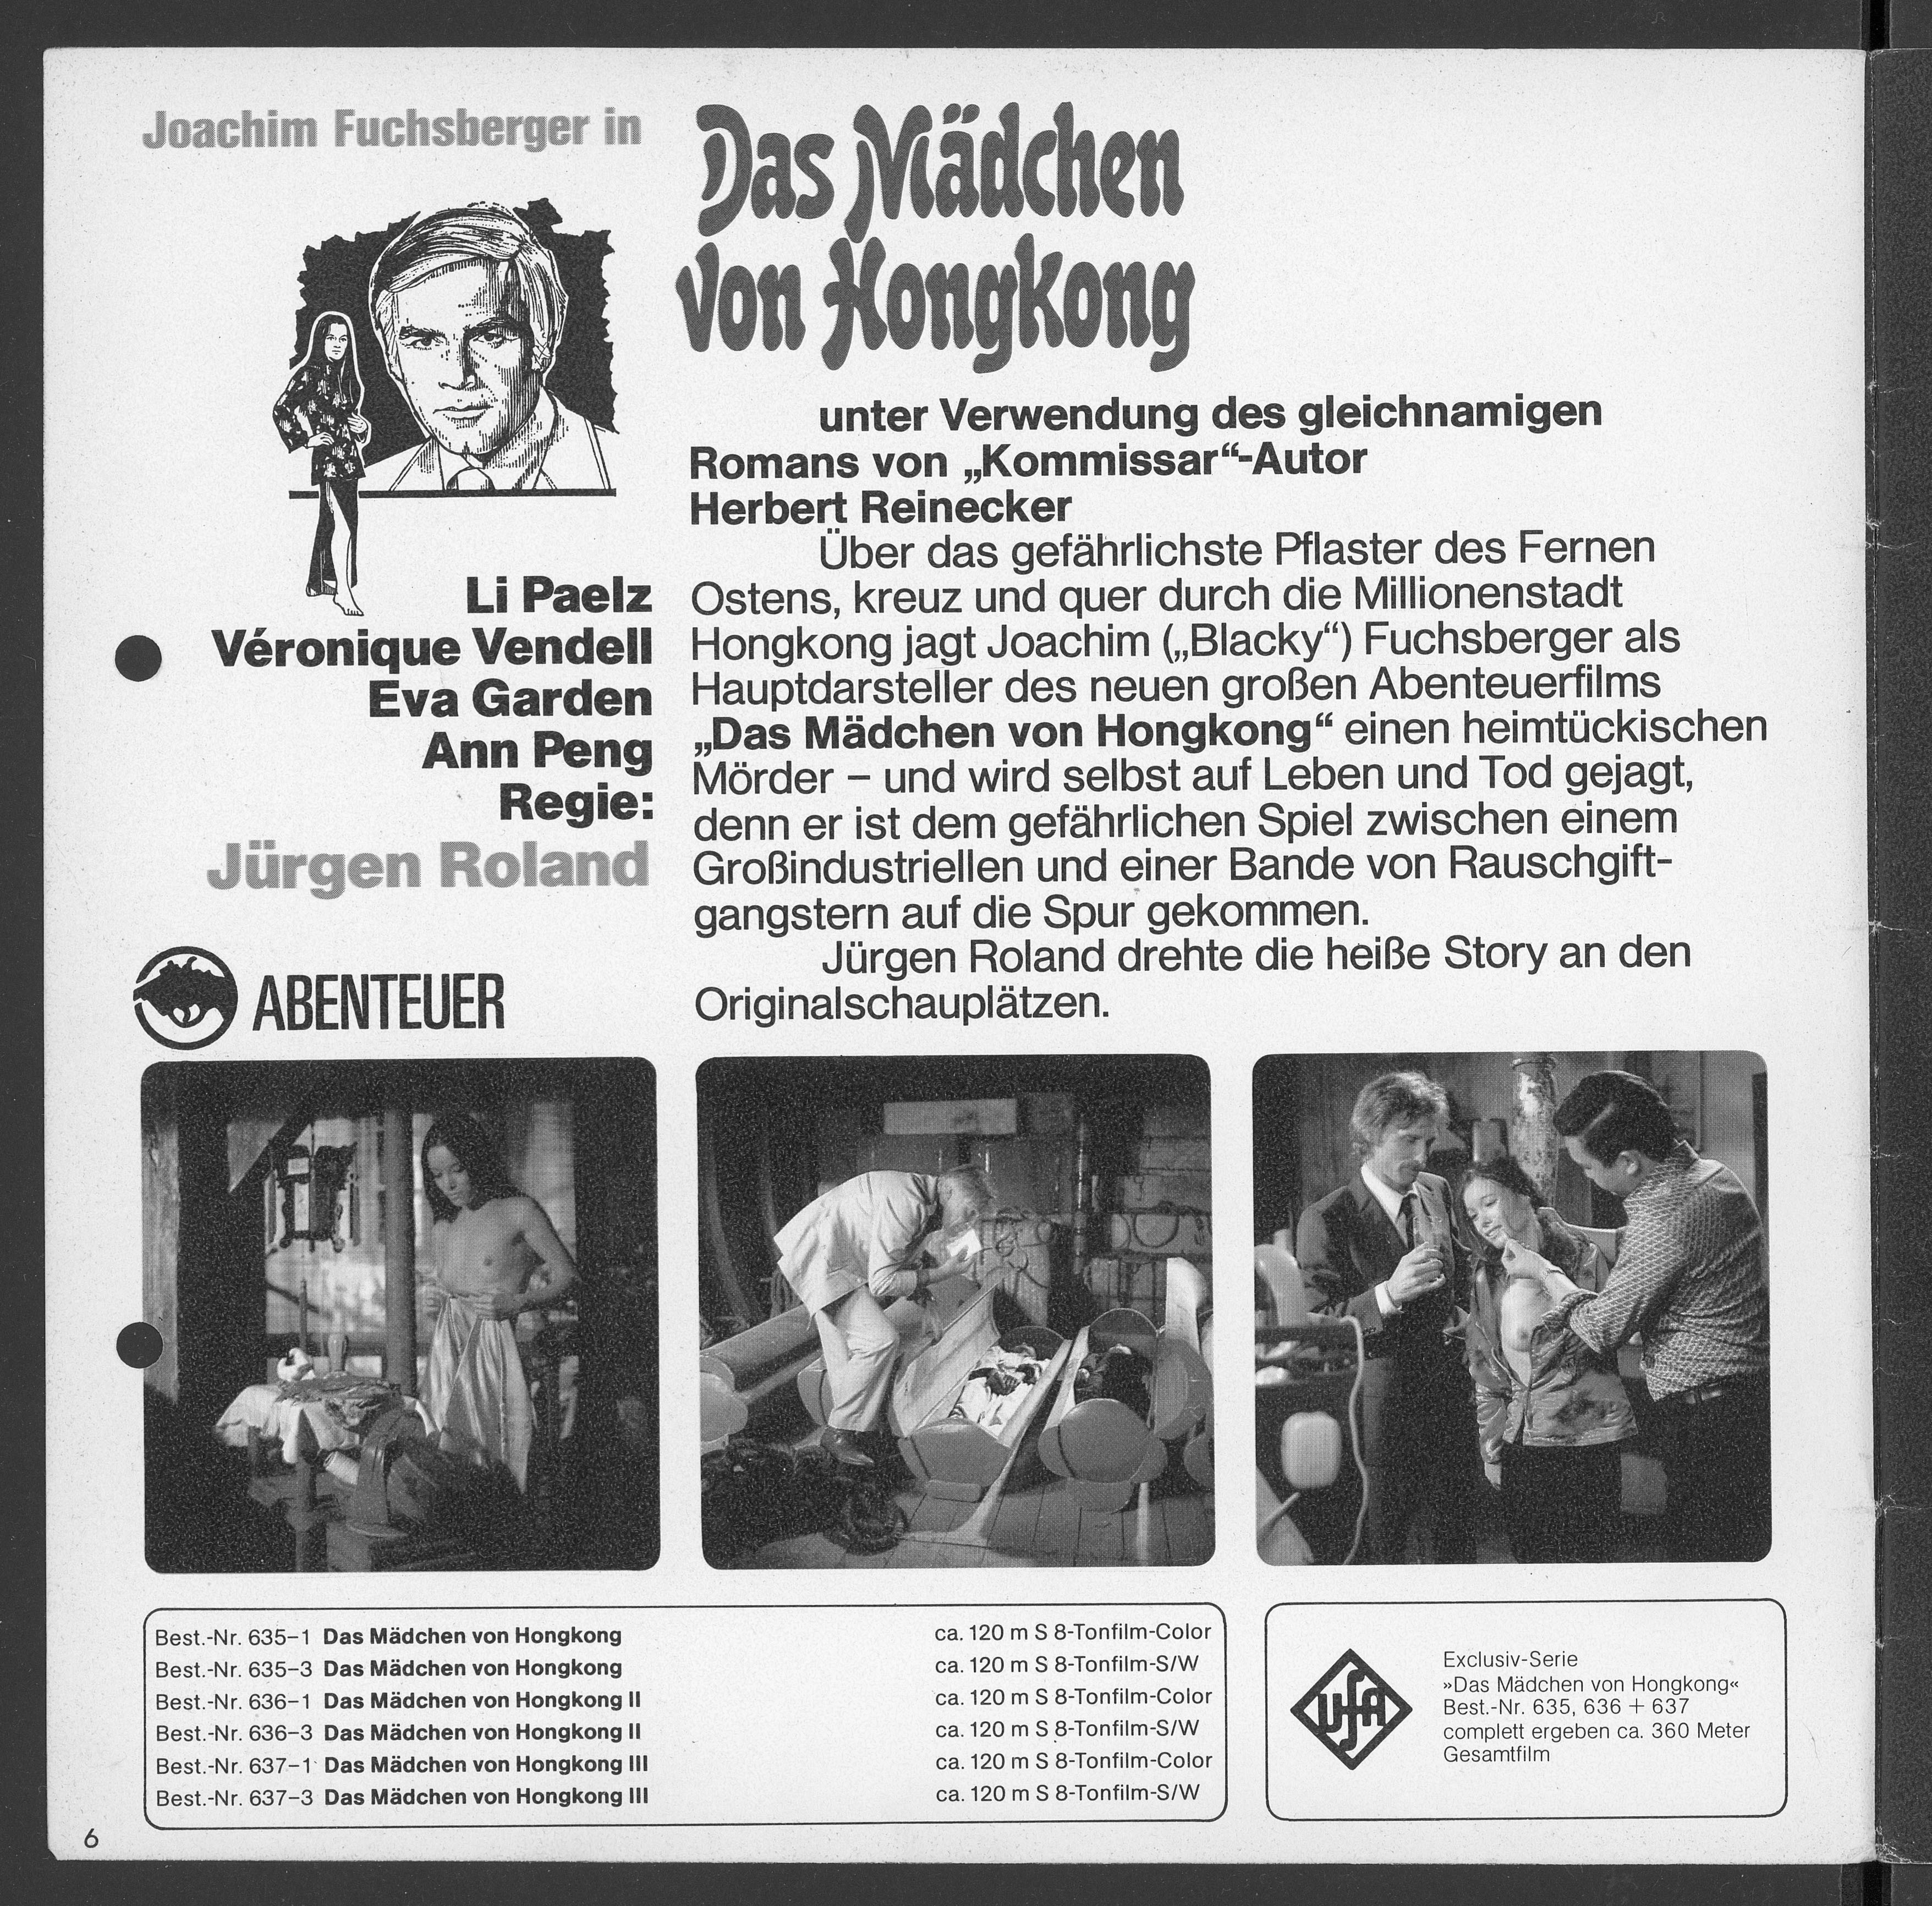 Joachim Fuchsberger in
Das Mädchen
von Hongkong
unter Verwendung des gleichnamigen
Romans von „Kommissar“-Autor
Herbert Reinecker
Über das gefährlichste Pflaster des Fernen
Ostens, kreuz und quer durch die Millionenstadt
Hongkong jagt Joachim („Blacky“) Fuchsberger als
Hauptdarsteller des neuen großen Abenteuerfilms
„Das Mädchen von Hongkong“ einen heimtückischen
Mörder – und wird selbst auf Leben und Tod gejagt,
denn er ist dem gefährlichen Spiel zwischen einem
Großindustriellen und einer Bande von Rauschgift-
gangstern auf die Spur gekommen.
Jürgen Roland drehte die heiße Story an den
Originalschauplätzen.
Li Paelz
Véronique Vendell
Eva Garden
Ann Peng
Regie:
Jürgen Roland
ABENTEUER
Best.-Nr. 635–1 Das Mädchen von Hongkong ca. 120 m S 8-Tonfilm-Color
Best.-Nr. 635–3 Das Mädchen von Hongkong ca. 120 m S 8-Tonfilm-S/W
Best.-Nr. 636–1 Das Mädchen von Hongkong II ca. 120 m S 8-Tonfilm-Color
Best.-Nr. 636–3 Das Mädchen von Hongkong II ca. 120 m S 8-Tonfilm-S/W
Best.-Nr. 637–1 Das Mädchen von Hongkong III ca. 120 m S 8-Tonfilm-Color
Best.-Nr. 637–3 Das Mädchen von Hongkong III ca. 120 m S 8-Tonfilm-S/W
UfA
Exclusiv-Serie
»Das Mädchen von Hongkong«
Best.-Nr. 635, 636 + 637
complett ergeben ca. 360 Meter
Gesamtfilm
6